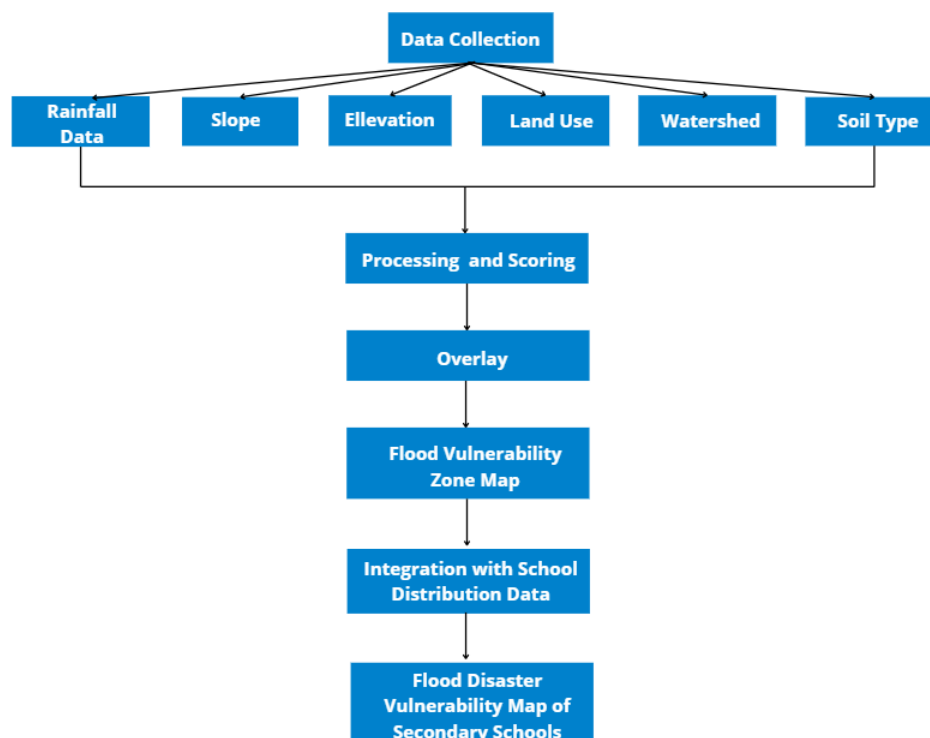 Data Collection
Rainfall
Data
Slope
Ellevation
Land Use
Watershed
Soil Type
Processing and Scoring
Overlay
Flood Vulnerability
Zone Map
Integration with School
Distribution Data
Flood Disaster
Vulnerability Map of
Secondary Schools